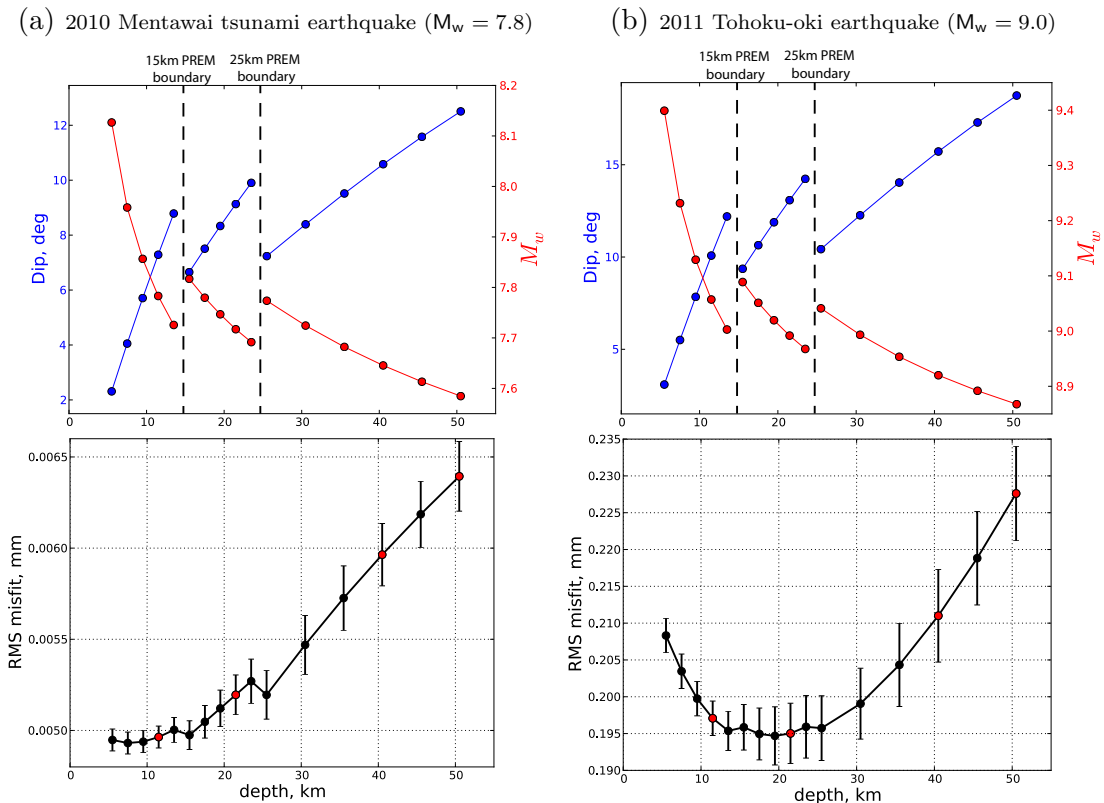 (a) 2010 Mentawai tsunami earthquake (Mw = 7.8)
15km PREM boundary
25km PREM boundary
Dip, deg
12
10
8
6
4
2
8.2
8.1
8.0
7.9
7.8
7.7
7.6
Mw
0 10 20 30 40 50
RMS misfit, mm
0.0065
0.0060
0.0055
0.0050
0 10 20 30 40 50
depth, km
(b) 2011 Tohoku-oki earthquake (Mw = 9.0)
15km PREM boundary
25km PREM boundary
Dip, deg
15
10
5
9.4
9.3
9.2
9.1
9.0
8.9
Mw
0 10 20 30 40 50
RMS misfit, mm
0.235
0.230
0.225
0.220
0.215
0.210
0.205
0.200
0.195
0.190
0 10 20 30 40 50
depth, km